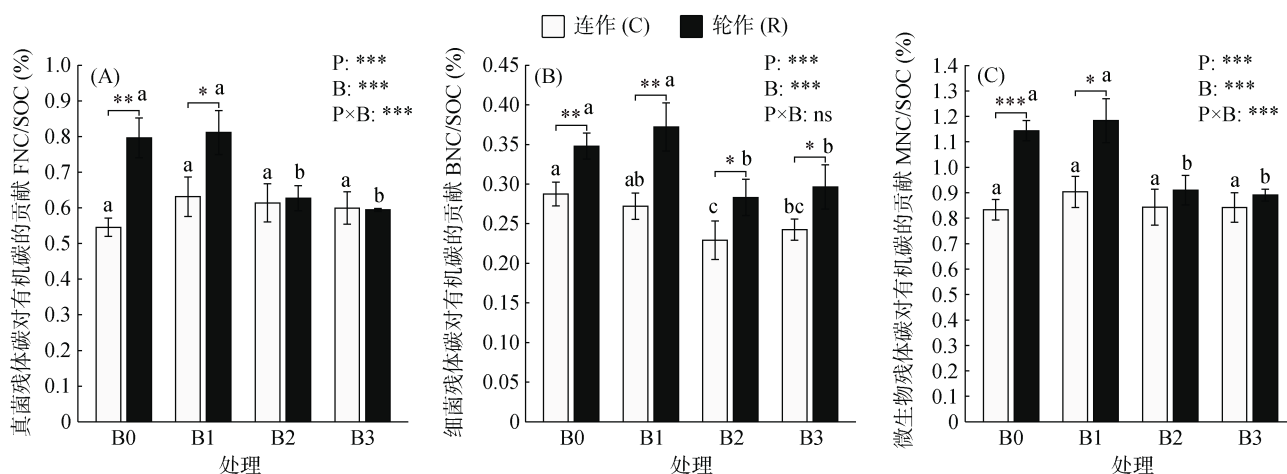 连作 (C) 轮作 (R)
真菌残体碳对有机碳的贡献 FNC/SOC (%)
(A)
P: ***
B: ***
P×B: ***
1.0
0.9
0.8
0.7
0.6
0.5
0.4
0.3
0.2
0.1
0
** a
* a
a
a
a b
a b
B0 B1 B2 B3
处理
细菌残体碳对有机碳的贡献 BNC/SOC (%)
(B)
P: ***
B: ***
P×B: ns
0.45
0.40
0.35
0.30
0.25
0.20
0.15
0.10
0.05
0.00
** a
** a
* b
* b
a
ab
c
bc
B0 B1 B2 B3
处理
微生物残体碳对有机碳的贡献 MNC/SOC (%)
(C)
P: ***
B: ***
P×B: ***
1.4
1.3
1.2
1.1
1.0
0.9
0.8
0.7
0.6
0.5
0.4
0.3
0.2
0.1
0
*** a
* a
a
a
a b
a b
B0 B1 B2 B3
处理